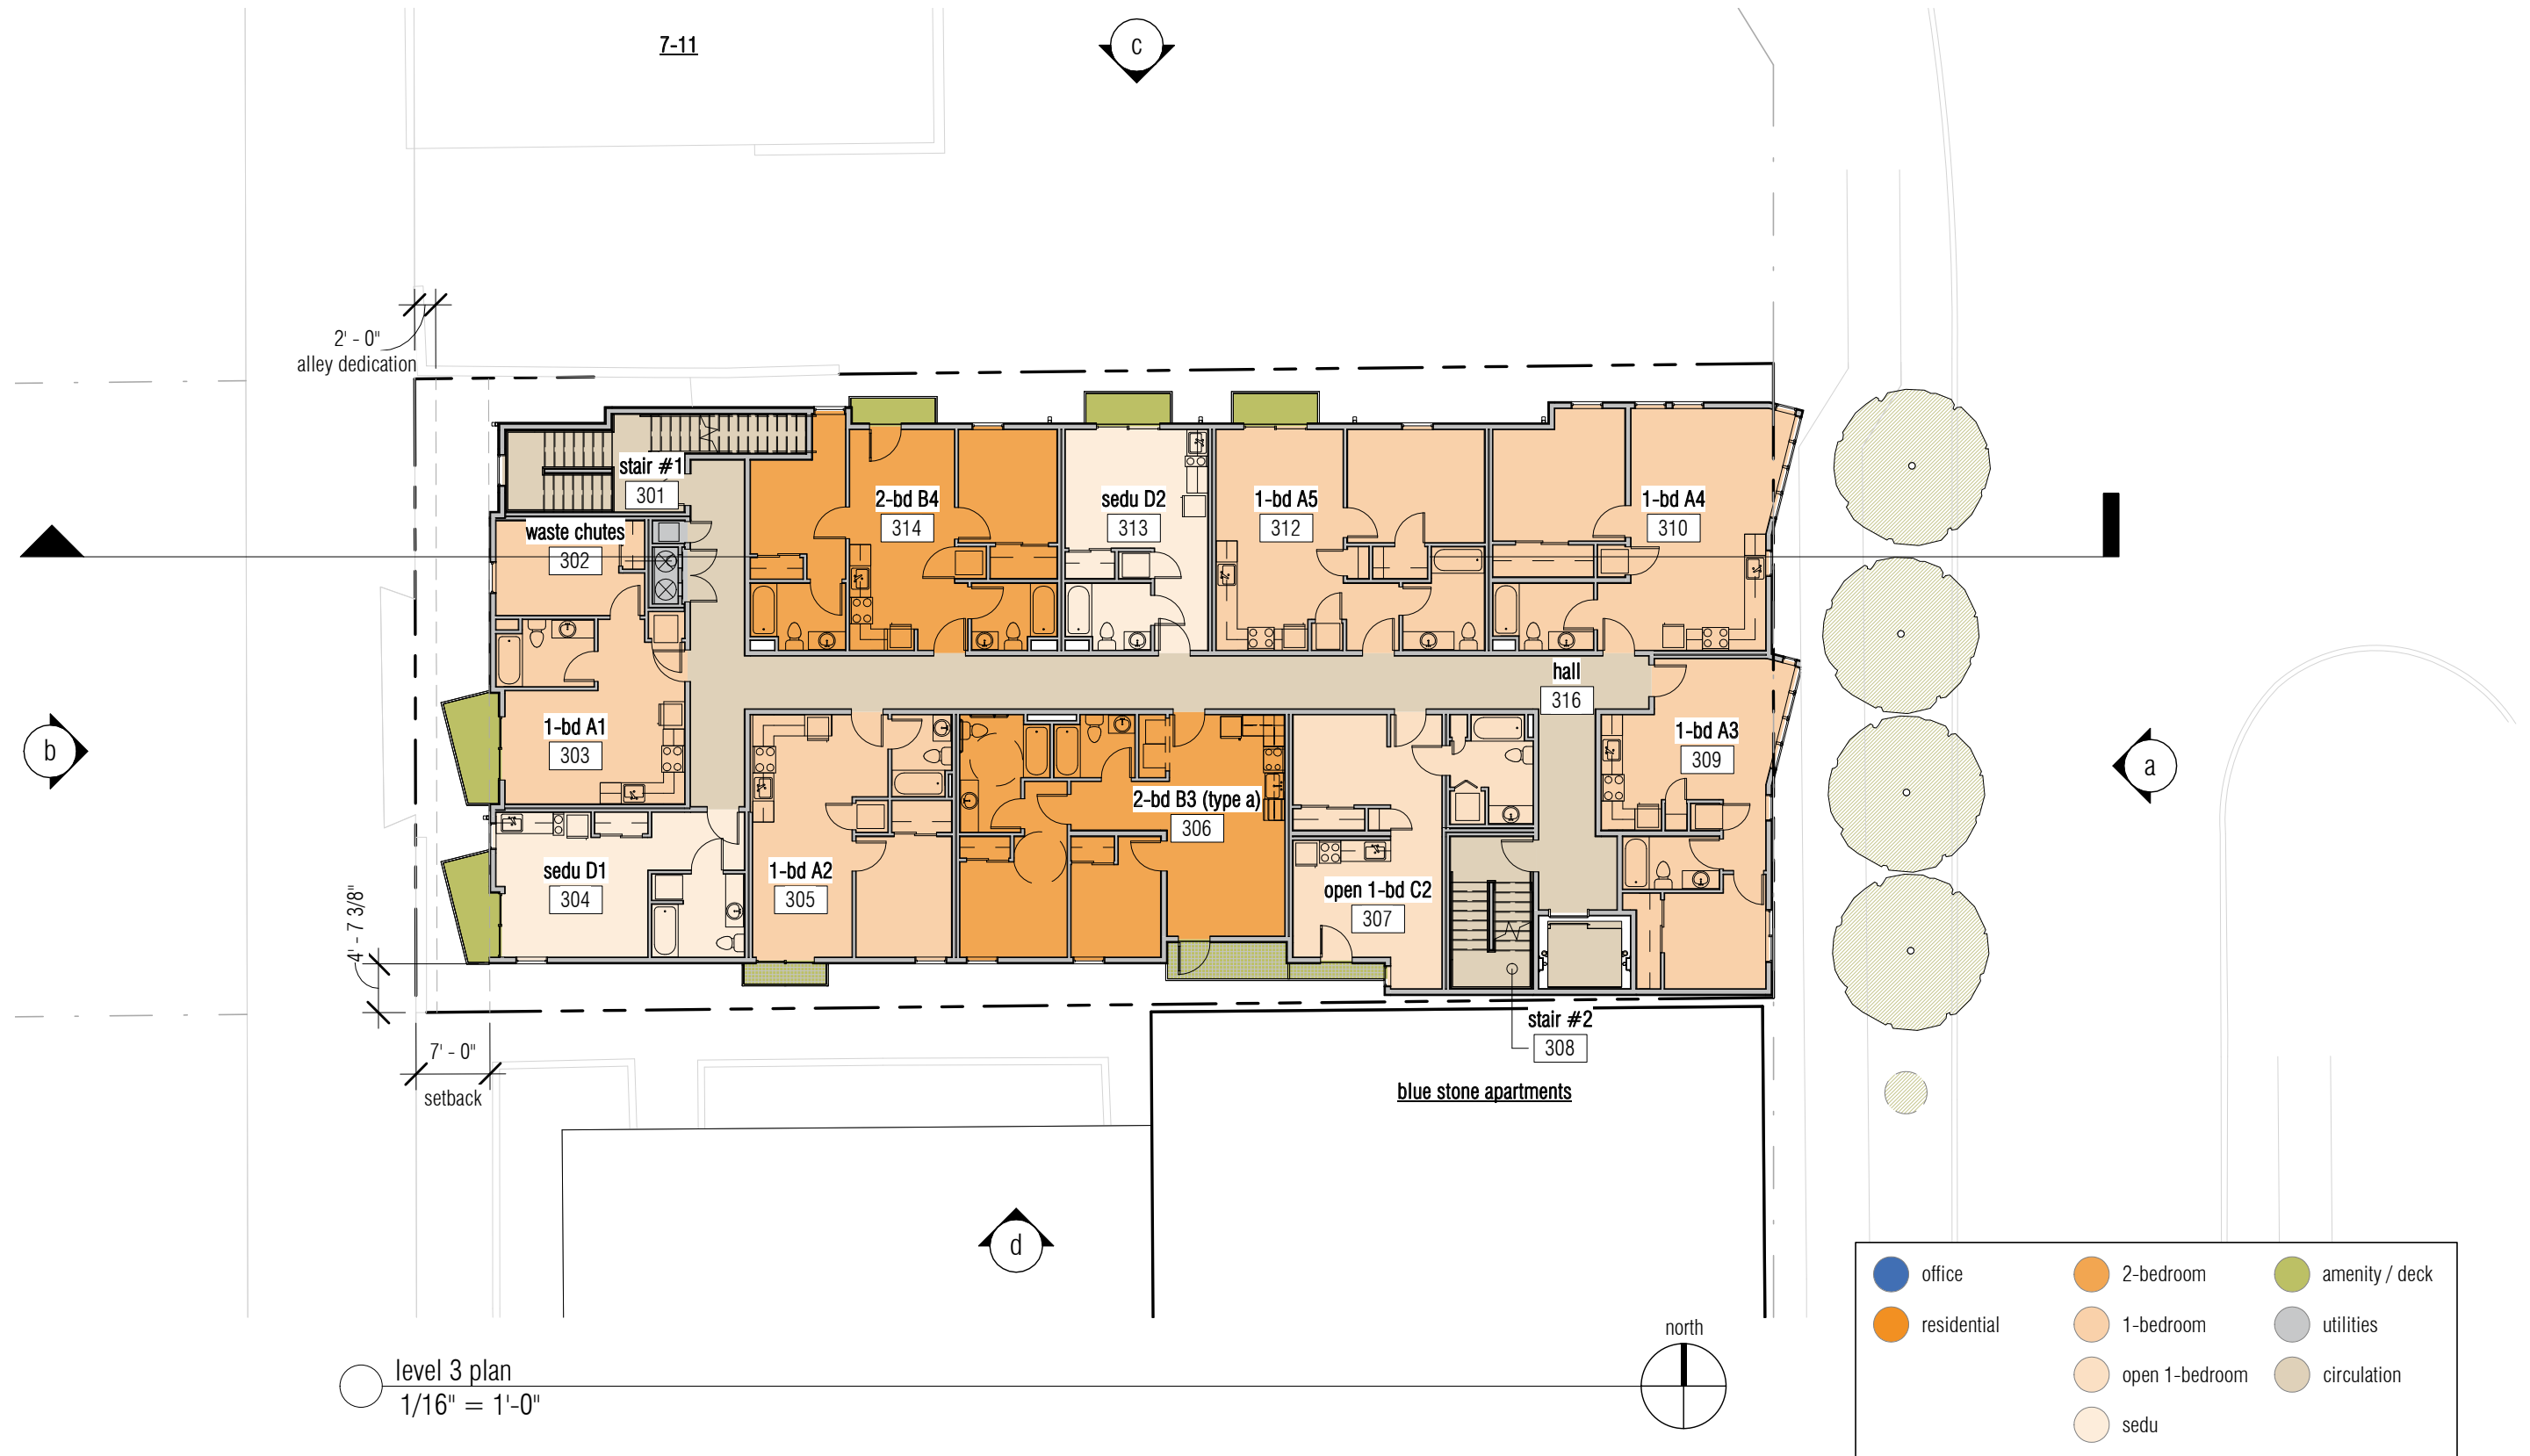 7-11
c
2' - 0"
alley dedication
stair #1
301
waste chutes
302
2-bd B4
314
sedu D2
313
1-bd A5
312
1-bd A4
310
hall
316
1-bd A1
303
1-bd A3
309
b
a
sedu D1
304
1-bd A2
305
2-bd B3 (type a)
306
open 1-bd C2
307
4' - 7 3/8"
7' - 0"
setback
stair #2
308
blue stone apartments
d
office
residential
2-bedroom
1-bedroom
open 1-bedroom
sedu
amenity / deck
utilities
circulation
north
level 3 plan
1/16" = 1'-0"